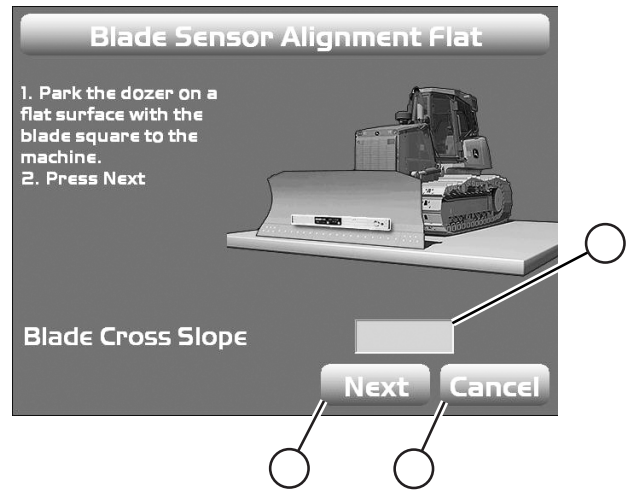 Blade Sensor Alignment Flat
1. Park the dozer on a
flat surface with the
blade square to the
machine.
2. Press Next
Blade Cross Slope
Next Cancel